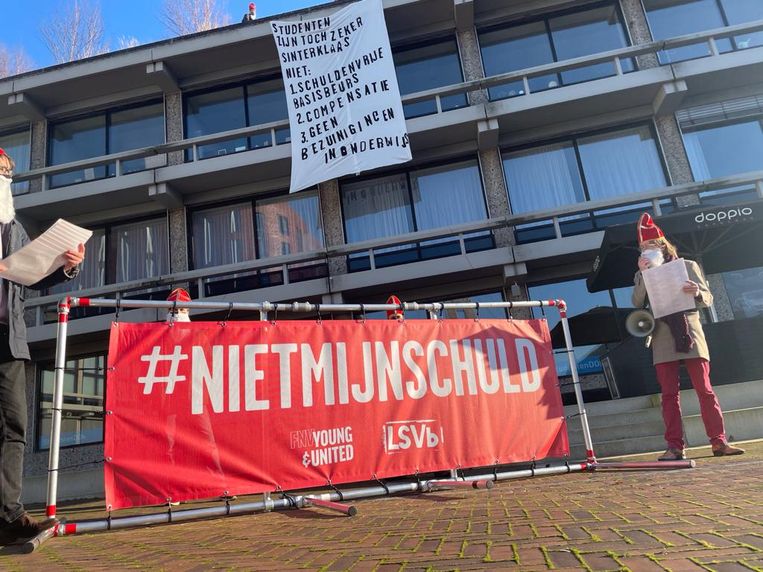 STUDENTEN
ZIJN TOCH ZEKER
SINTERKLAAS
NIET:
1. SCHULDENVRIJE
BASISBEURS
2. COMPENSATIE
3. GEEN
BEZUINIGINGEN
IN ONDERWIJS
DOPPIO
#NIETMIJNSCHULD
FNV YOUNG
& UNITED
LSVb